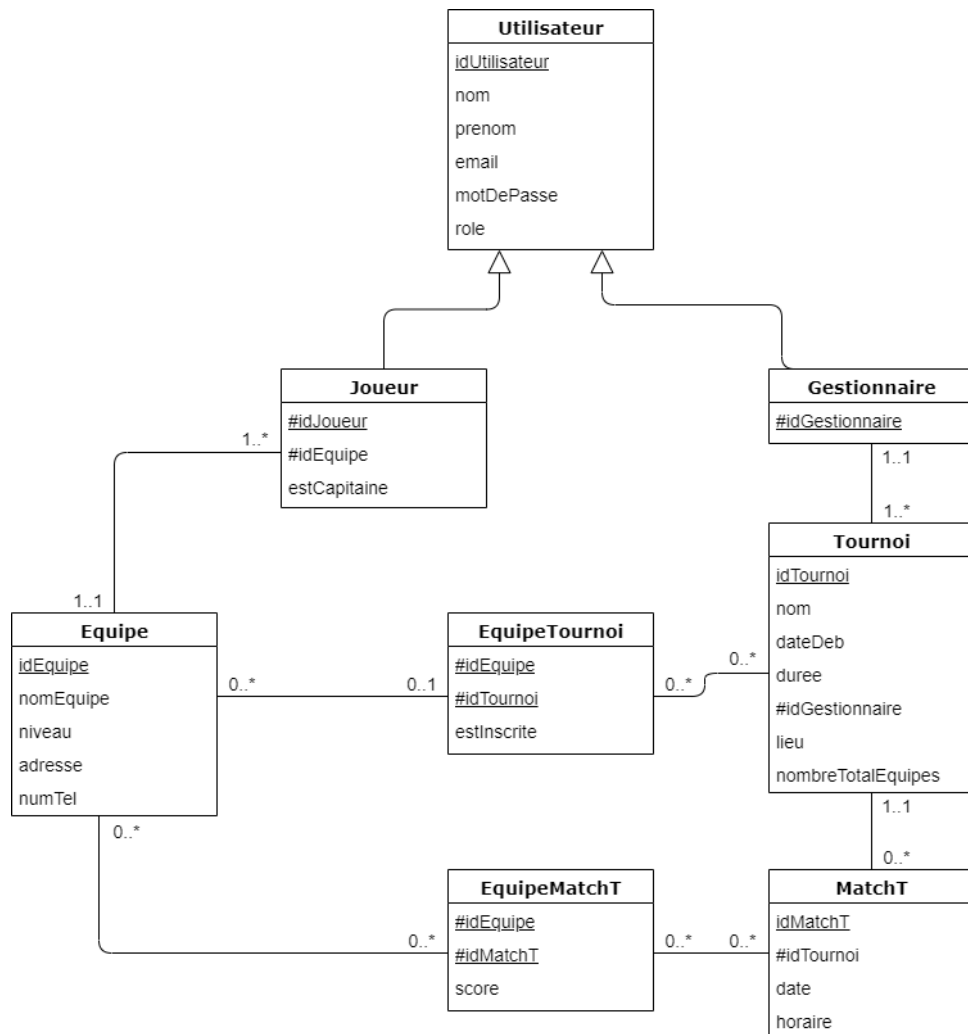 Utilisateur
idUtilisateur
nom
prenom
email
motDePasse
role
Joueur
#idJoueur
#idEquipe
estCapitaine
1..*
Gestionnaire
#idGestionnaire
1..1
1..*
Tournoi
idTournoi
nom
dateDeb
duree
#idGestionnaire
lieu
nombreTotalEquipes
1..1
Equipe
idEquipe
nomEquipe
niveau
adresse
numTel
0..*
0..1
EquipeTournoi
#idEquipe
#idTournoi
estInscrite
0..*
0..*
1..1
0..*
0..*
0..*
EquipeMatchT
#idEquipe
#idMatchT
score
0..*
0..*
MatchT
idMatchT
#idTournoi
date
horaire